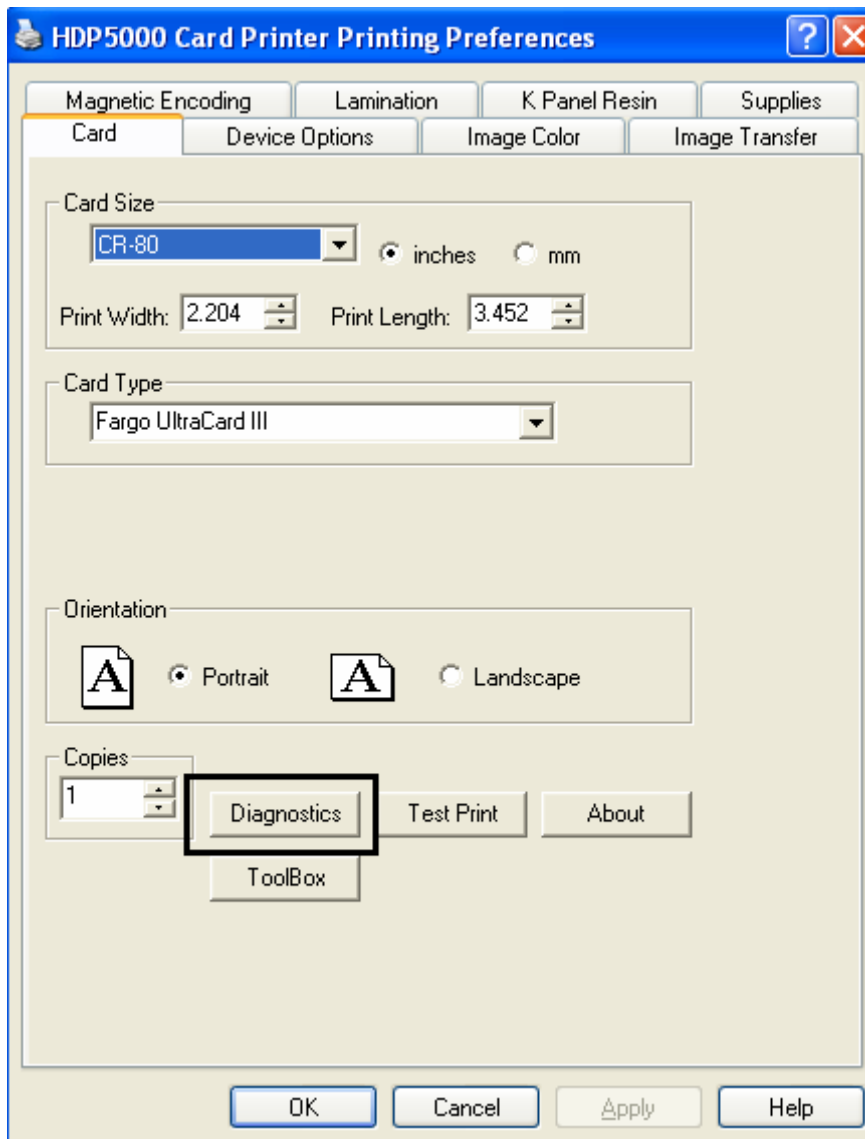 HDP5000 Card Printer Printing Preferences
Magnetic Encoding Lamination K Panel Resin Supplies
Card Device Options Image Color Image Transfer
Card Size
CR-80 inches mm
Print Width: 2.204 Print Length: 3.452
Card Type
Fargo UltraCard III
Orientation
A Portrait A Landscape
Copies
1 Diagnostics Test Print About
ToolBox
OK Cancel Apply Help